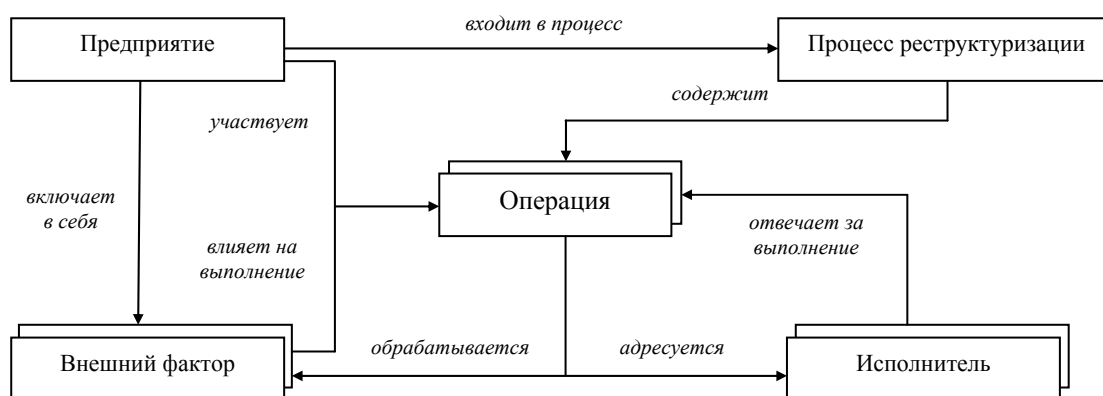 входит в процесс
Предприятие
Процесс реструктуризации
содержит
участвует
Операция
включает
в себя
влияет на
выполнение
отвечает за
выполнение
обрабатывается
адресуется
Внешний фактор
Исполнитель